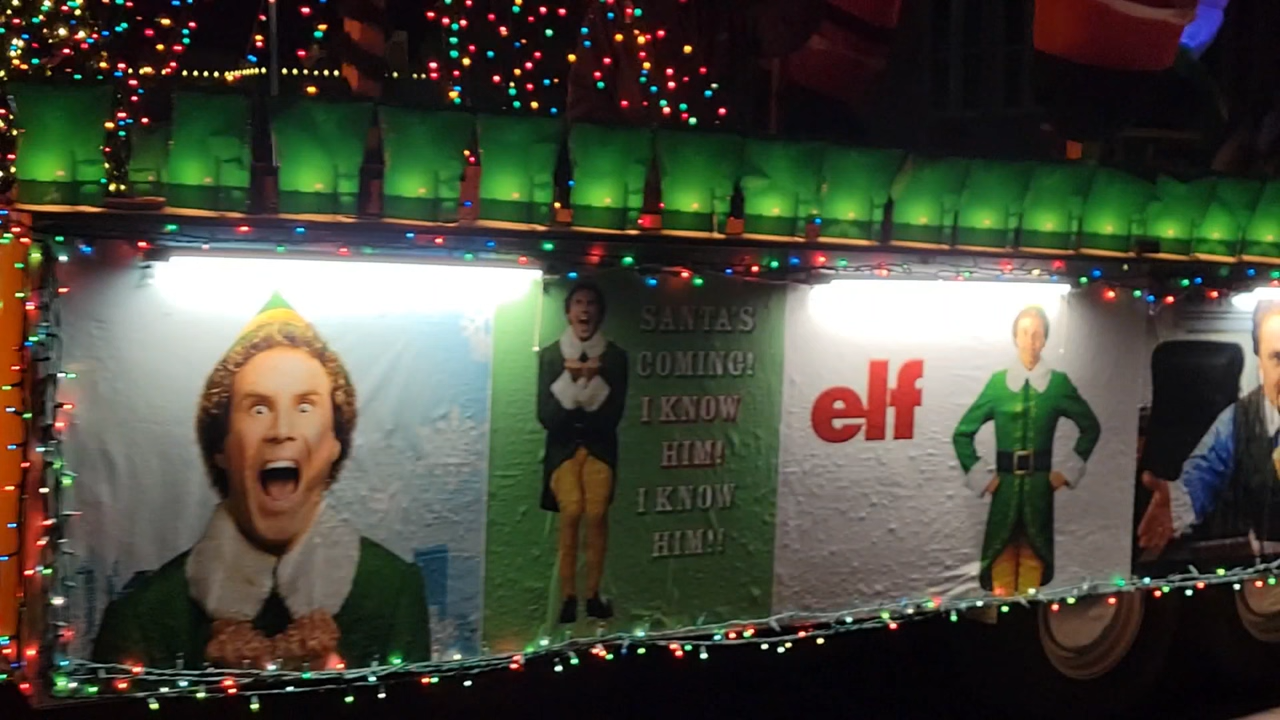 SANTA'S
COMING!
I KNOW
HIM!
I KNOW
HIM!!
elf